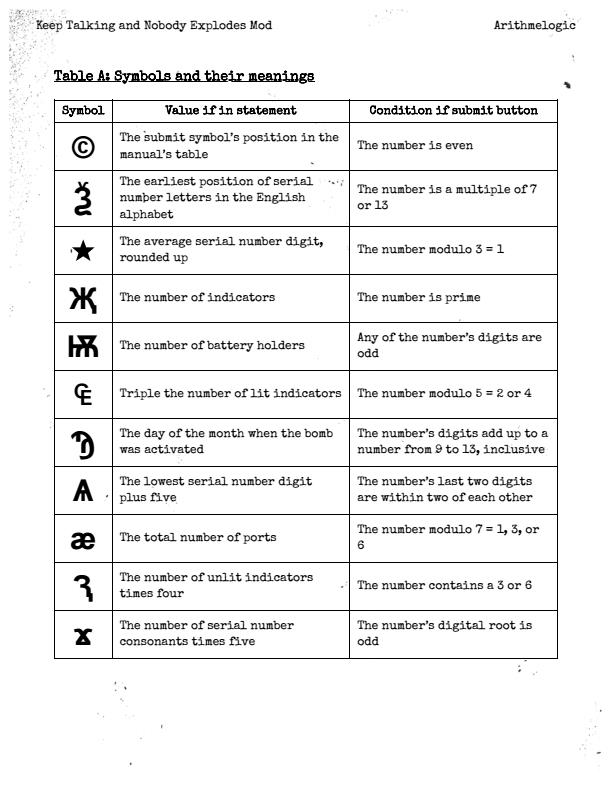 Keep Talking and Nobody Explodes Mod
Arithmelogic
Table A: Symbols and their meanings
Symbol
Value if in statement
Condition if submit button
©
The submit symbol's position in the
manual's table
The number is even
Ѯ
The earliest position of serial
number letters in the English
alphabet
The number is a multiple of 7
or 13
★
The average serial number digit,
rounded up
The number modulo 3 = 1
Җ
The number of indicators
The number is prime
Ѭ
The number of battery holders
Any of the number's digits are
odd
Triple the number of lit indicators
The number modulo 5 = 2 or 4
The day of the month when the bomb
was activated
The number's digits add up to a
number from 9 to 13, inclusive
Ѧ
The lowest serial number digit
plus five
The number's last two digits
are within two of each other
æ
The total number of ports
The number modulo 7 = 1, 3, or
6
The number of unlit indicators
times four
The number contains a 3 or 6
The number of serial number
consonants times five
The number's digital root is
odd